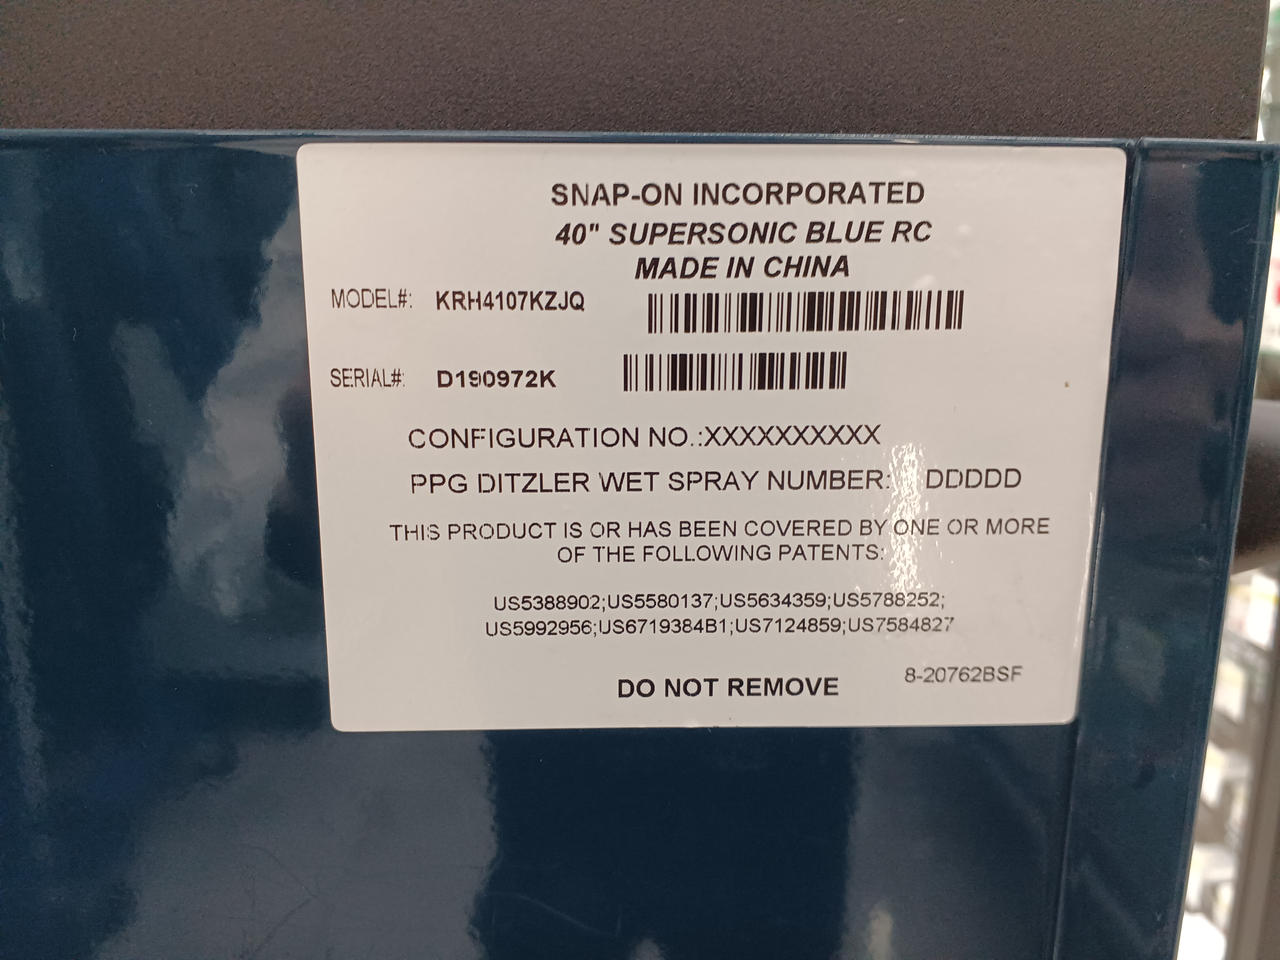 SNAP-ON INCORPORATED
40" SUPERSONIC BLUE RC
MADE IN CHINA
MODEL#: KRH4107KZJQ
SERIAL#: D190972K
CONFIGURATION NO.:XXXXXXXXXX
PPG DITZLER WET SPRAY NUMBER: DDDDD
THIS PRODUCT IS OR HAS BEEN COVERED BY ONE OR MORE
OF THE FOLLOWING PATENTS:
US5388902;US5580137;US5634359;US5788252;
US5992956;US6719384B1;US7124859;US7584827
DO NOT REMOVE 8-20762BSF